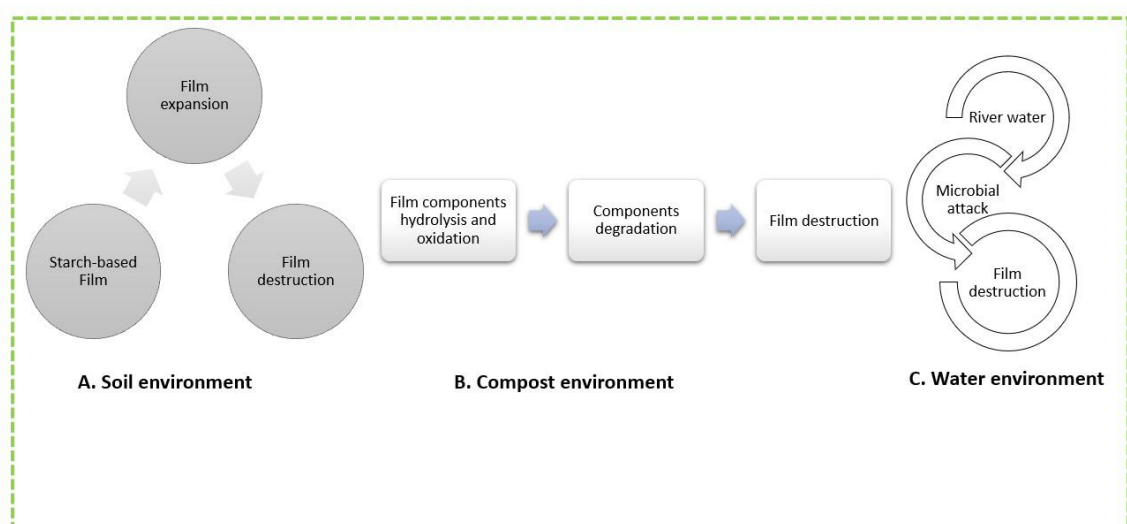 Film
expansion
Starch-based
Film
Film
destruction
A. Soil environment
Film components
hydrolysis and
oxidation
Components
degradation
Film destruction
B. Compost environment
River water
Microbial
attack
Film
destruction
C. Water environment